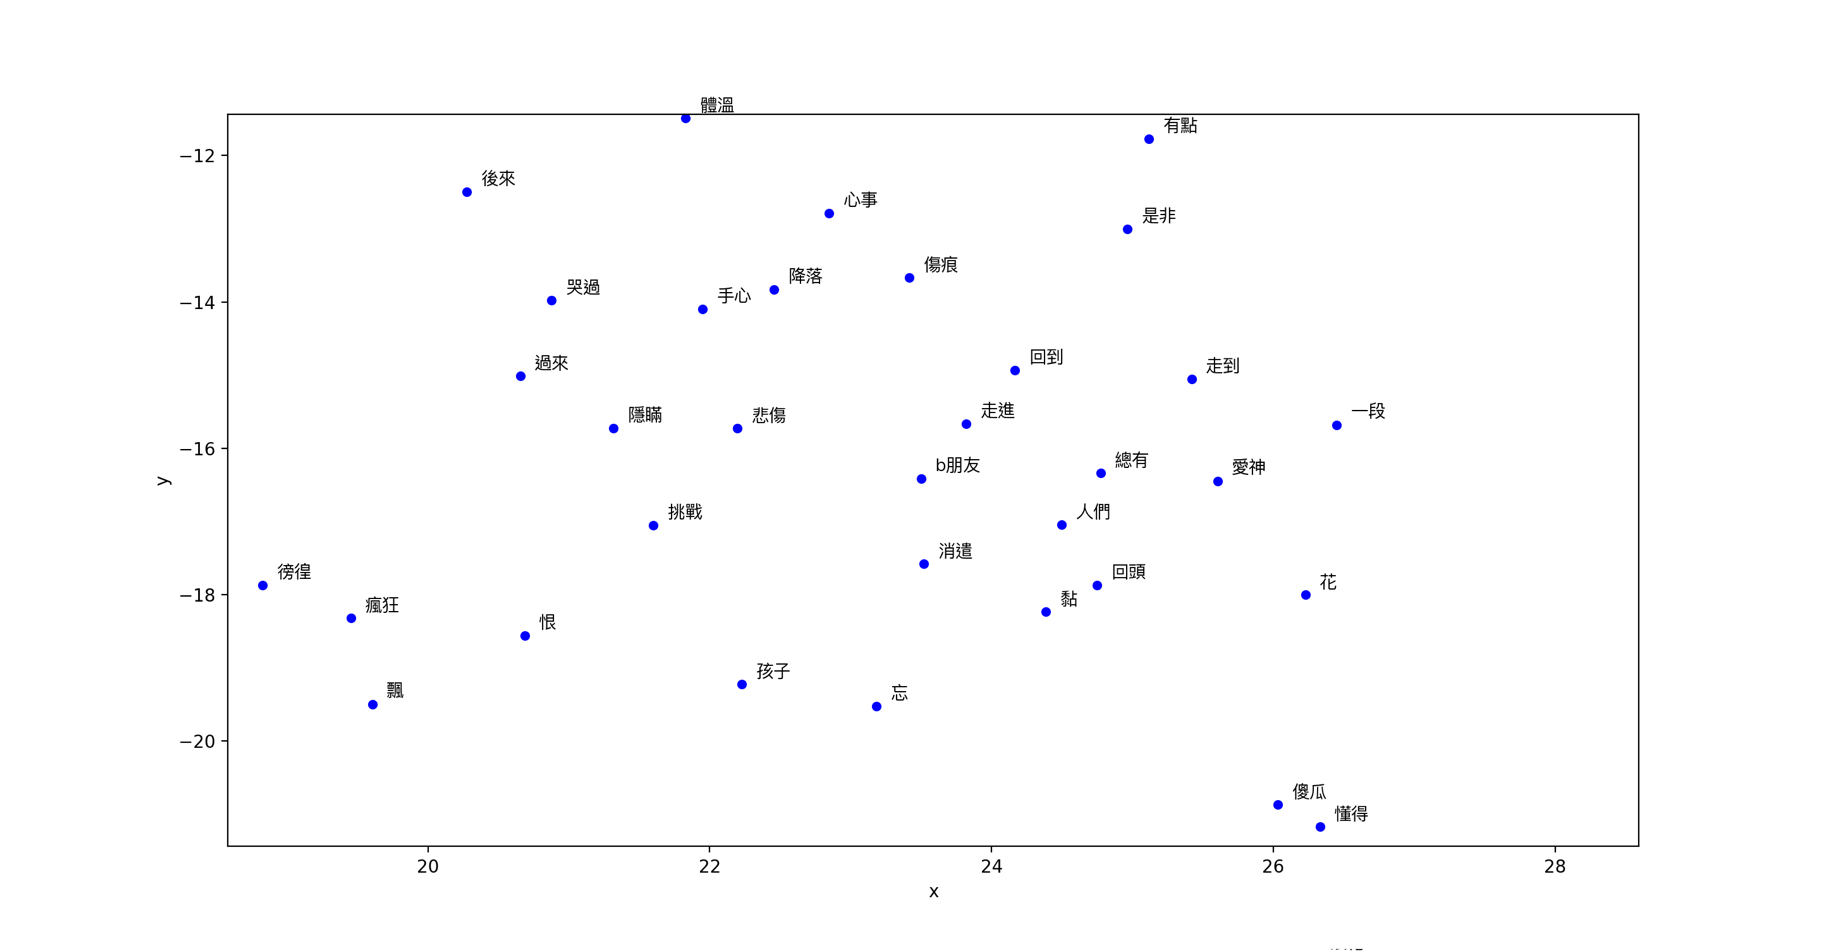 體溫
有點
−12
後來
心事
是非
傷痕
降落
哭過
手心
−14
回到
過來
走到
一段
隱瞞
悲傷
走進
−16
b朋友
總有
愛神
y
挑戰
人們
消遣
徬徨
回頭
花
−18
瘋狂
黏
恨
孩子
飄
忘
−20
傻瓜
懂得
20
22
24
26
28
x